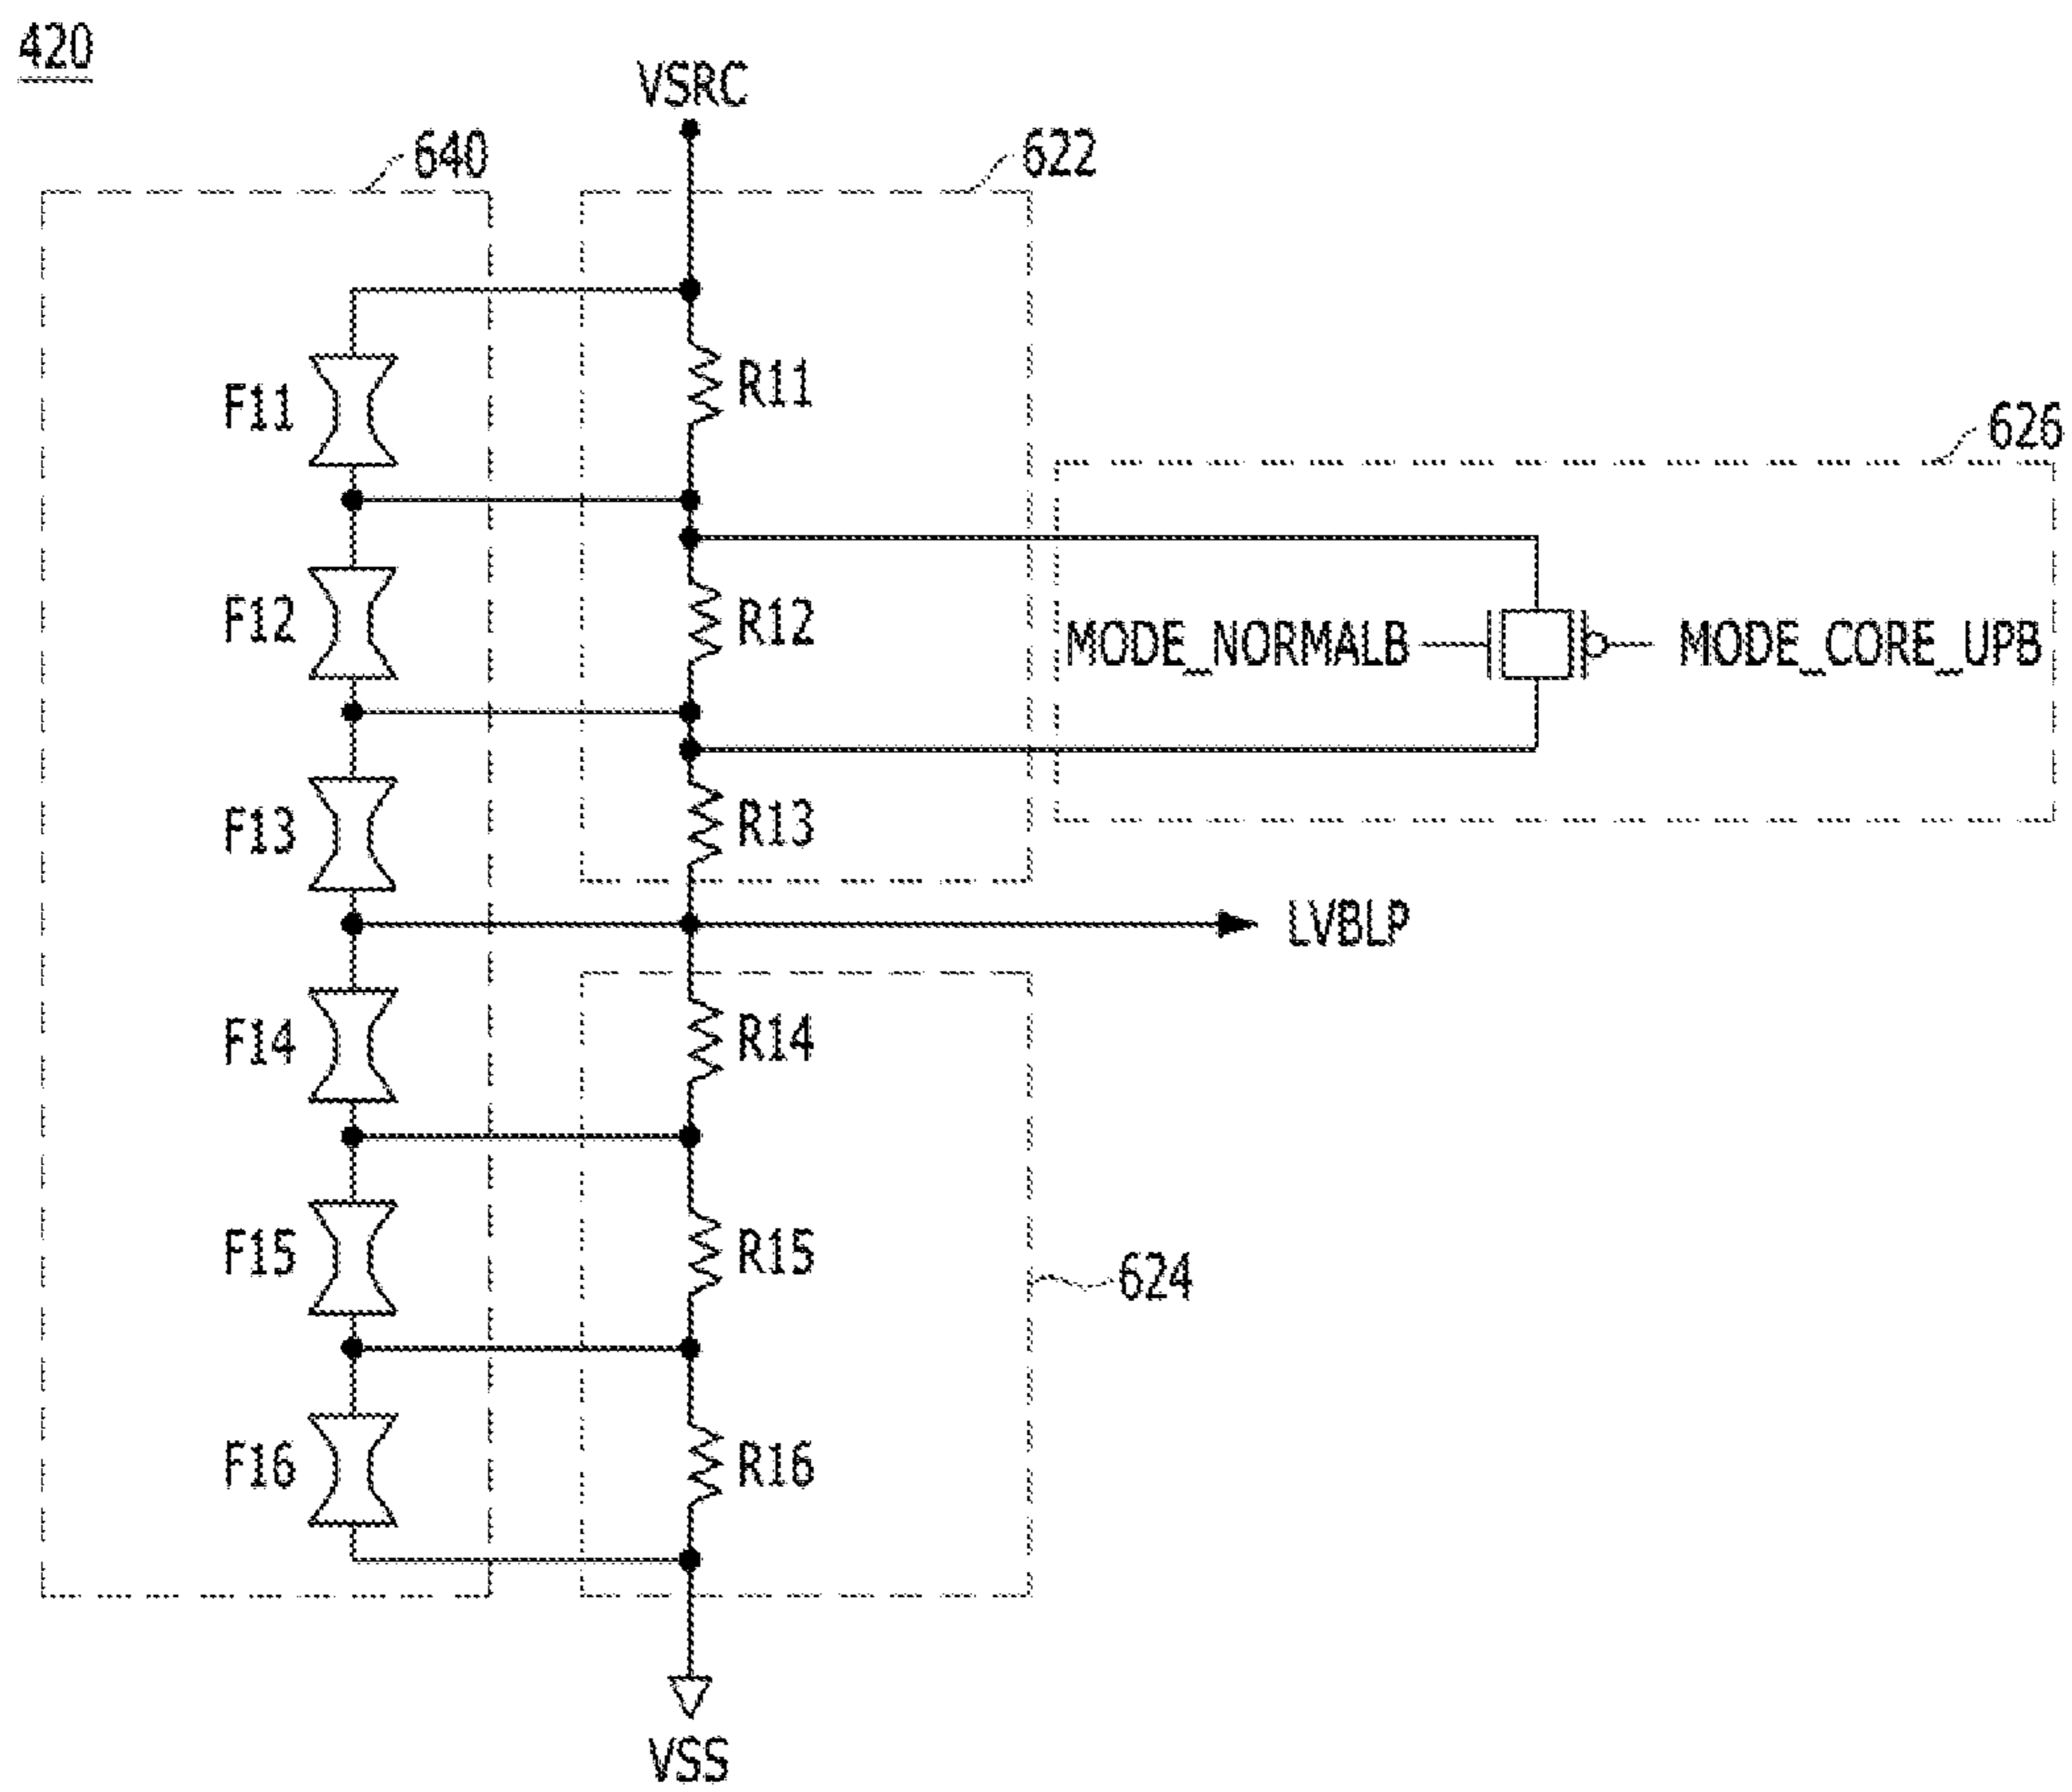 420
VSRC
640
622
F11
R11
626
F12
R12
MODE_NORMALB
MODE_CORE_UPB
F13
R13
LVBLP
F14
R14
F15
R15
624
F16
R16
VSS